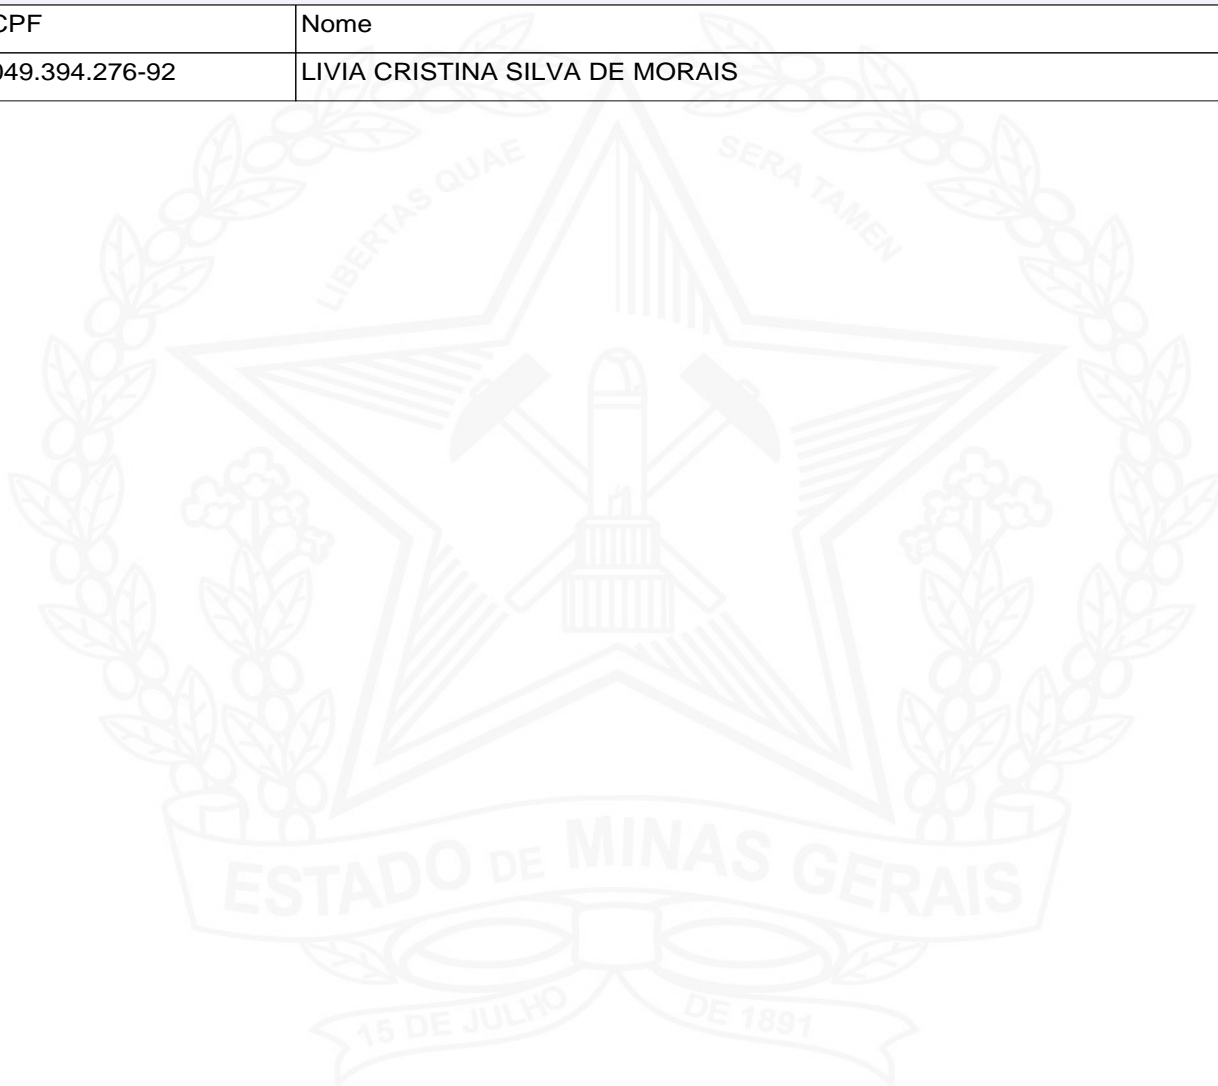 CPF Nome
049.394.276-92 LIVIA CRISTINA SILVA DE MORAIS
LIBERTAS QUAE SERA TAMEN
ESTADO DE MINAS GERAIS
15 DE JULHO DE 1891